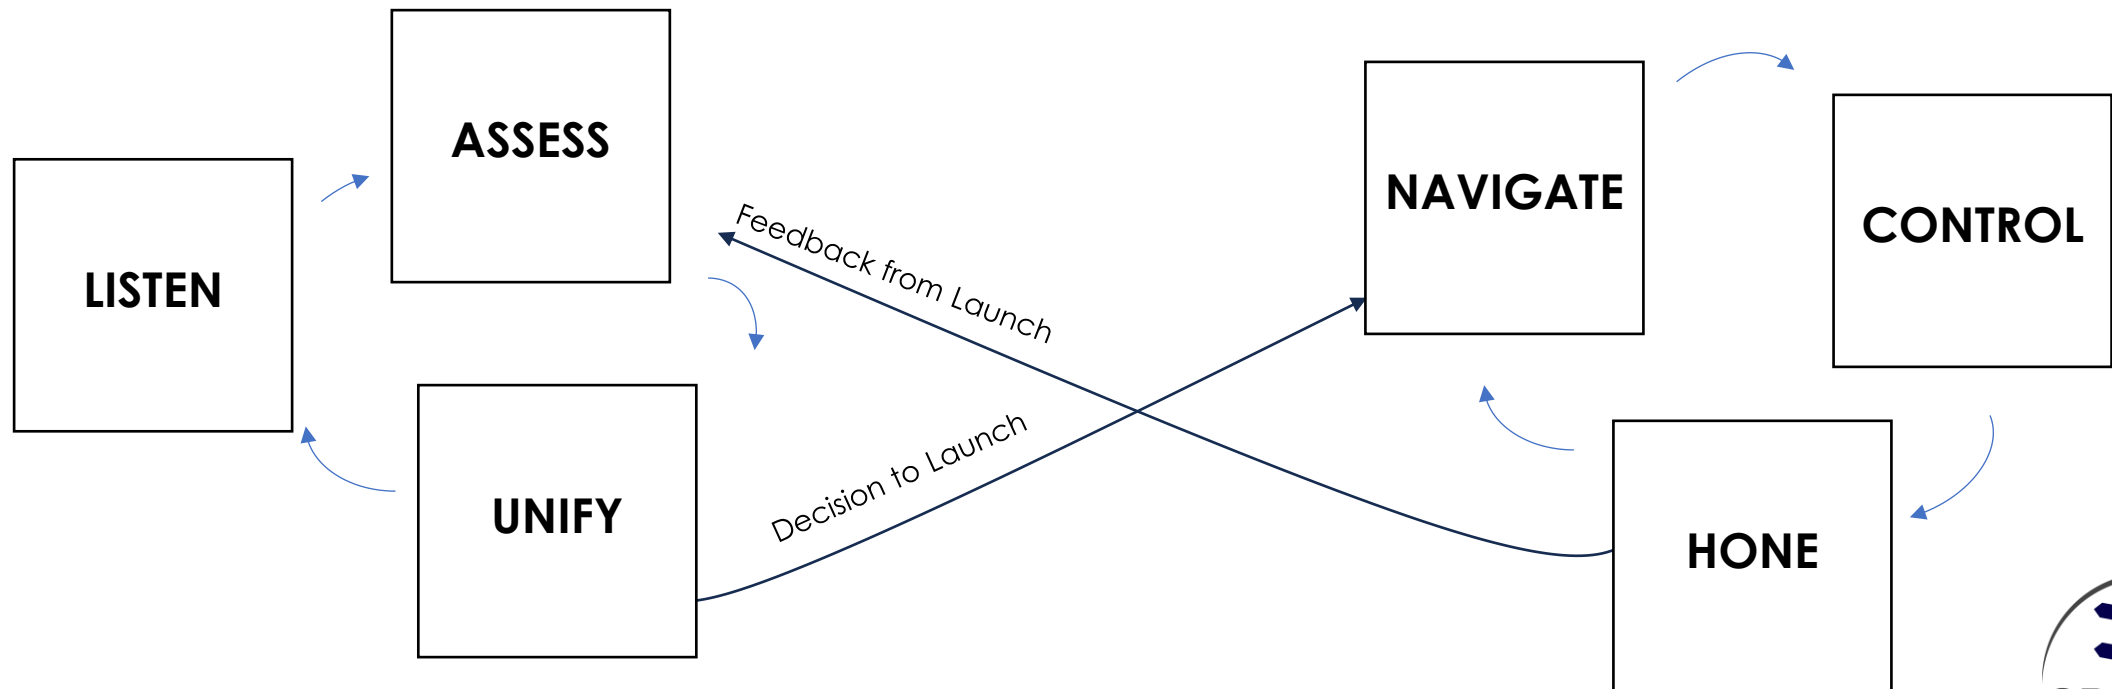 LISTEN
ASSESS
UNIFY
Feedback from Launch
Decision to Launch
NAVIGATE
CONTROL
HONE